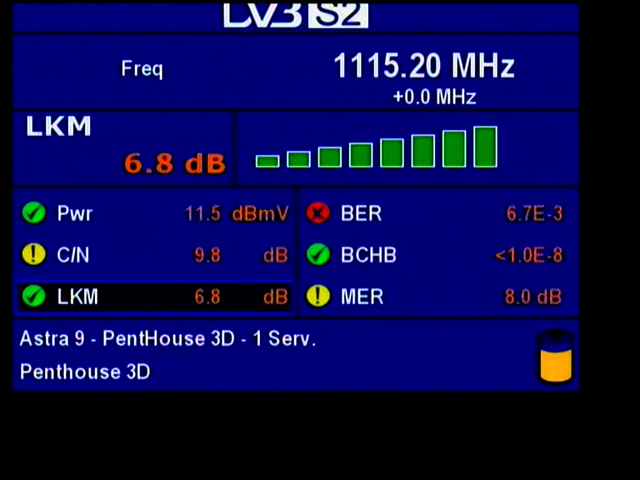 DVB S2
Freq 1115.20 MHz
+0.0 MHz
LKM
6.8 dB
Pwr 11.5 dBmV BER 6.7E-3
C/N 9.8 dB BCHB <1.0E-8
LKM 6.8 dB MER 8.0 dB
Astra 9 - PentHouse 3D - 1 Serv.
Penthouse 3D